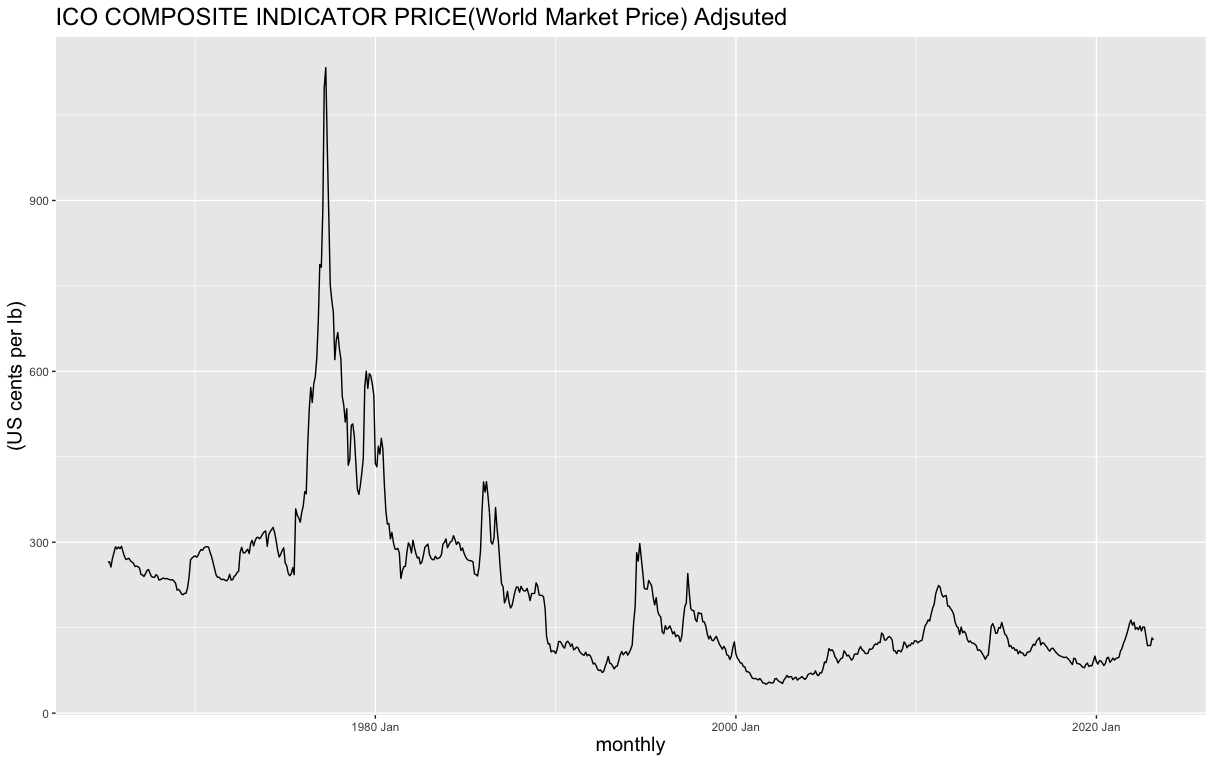 ICO COMPOSITE INDICATOR PRICE(World Market Price) Adjsuted
(US cents per lb)
900
600
300
0
1980 Jan
2000 Jan
2020 Jan
monthly